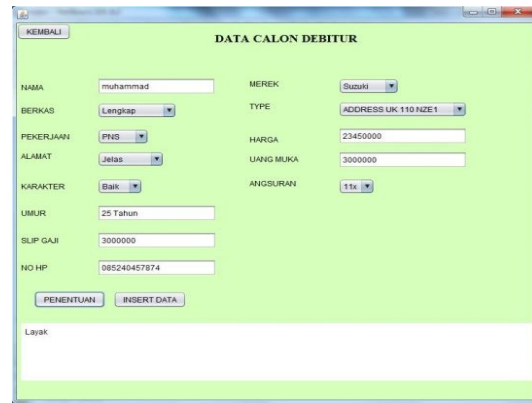 KEMBALI
DATA CALON DEBITUR
NAMA muhammad
BERKAS Lengkap
PEKERJAAN PNS
ALAMAT Jelas
KARAKTER Baik
UMUR 25 Tahun
SLIP GAJI 3000000
NO HP 085240457874
MEREK Suzuki
TYPE ADDRESS UK 110 NZE1
HARGA 23450000
UANG MUKA 3000000
ANGSURAN 11x
PENENTUAN INSERT DATA
Layak